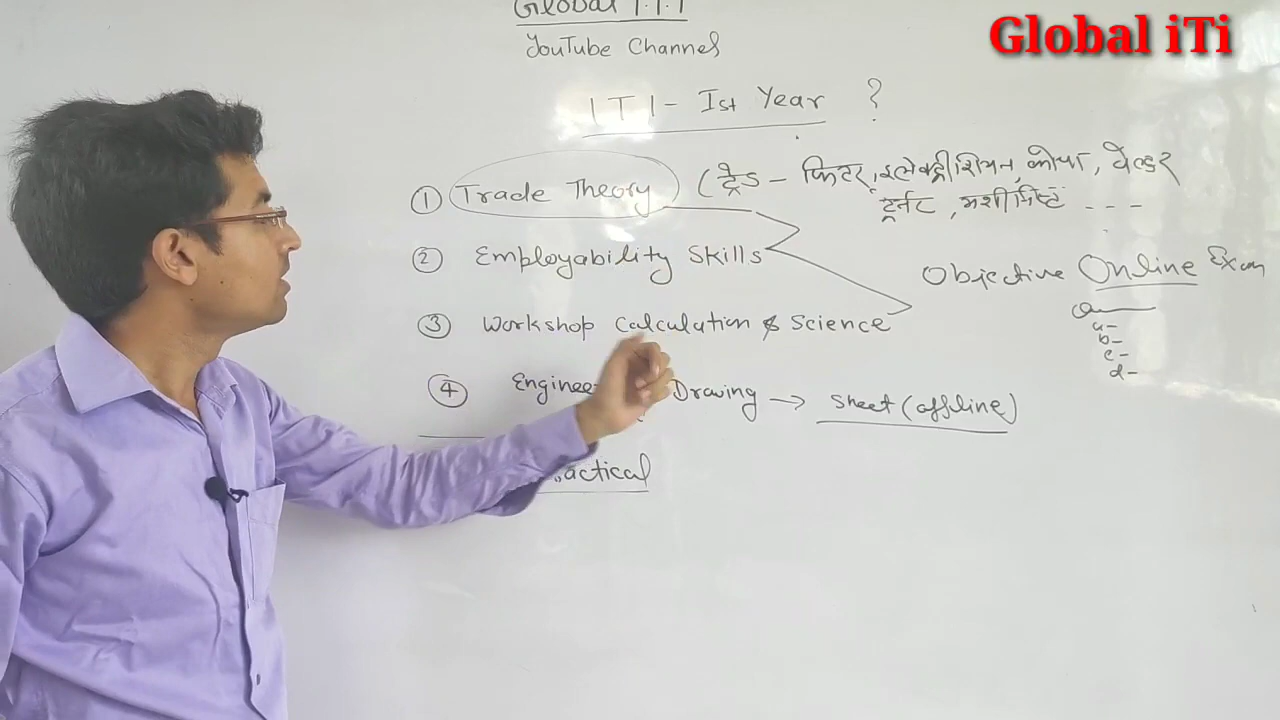 Global I.T.I
Global iTi
YouTube Channel
ITI - Ist Year ?
① Trade Theory (ट्रेड - फिटर, इलेक्ट्रीशियन, कोपा, वेल्डर
टर्नर, मशीनिष्ट ---
② Employability Skills
Objective Online Exam
③ Workshop Calculation & Science
a-
b-
c-
d-
④ Drawing → Sheet (offline)